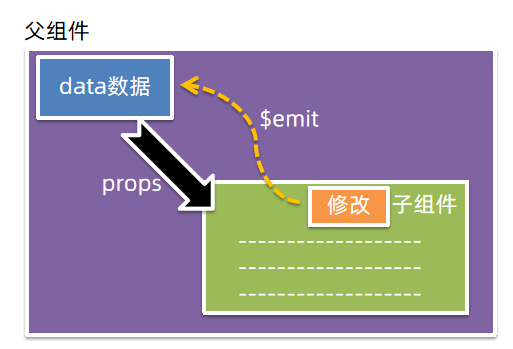 父组件
data数据
$emit
props
修改
子组件